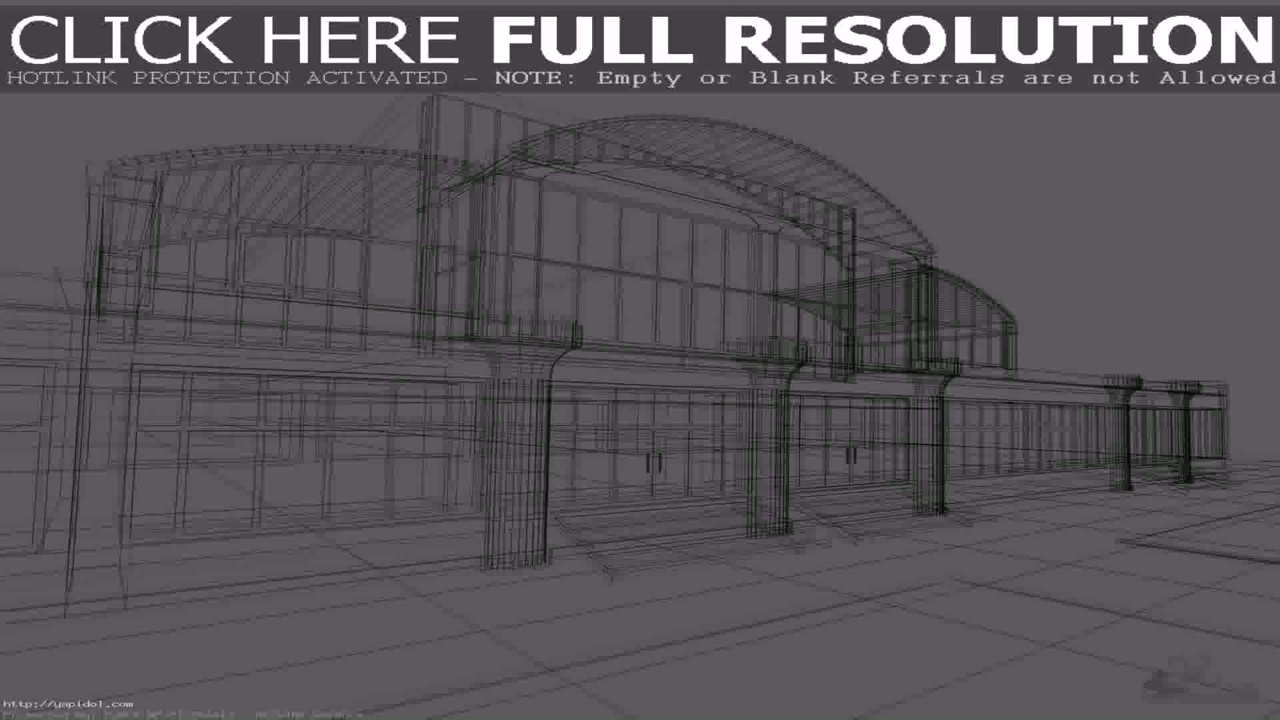 CLICK HERE FULL RESOLUTION
HOTLINK PROTECTION ACTIVATED - NOTE: Empty or Blank Referrals are not Allowed
http://yapidol.com